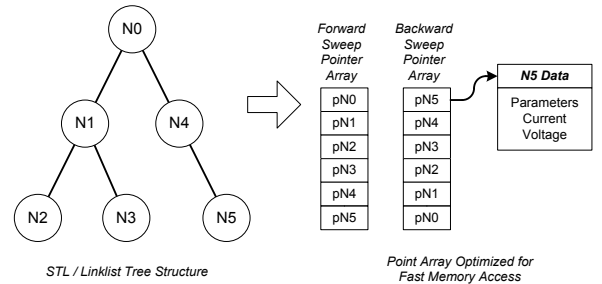 N0
N1
N4
N2
N3
N5
STL / Linklist Tree Structure
Forward
Sweep
Pointer
Array
pN0
pN1
pN2
pN3
pN4
pN5
Backward
Sweep
Pointer
Array
pN5
pN4
pN3
pN2
pN1
pN0
N5 Data
Parameters
Current
Voltage
Point Array Optimized for
Fast Memory Access